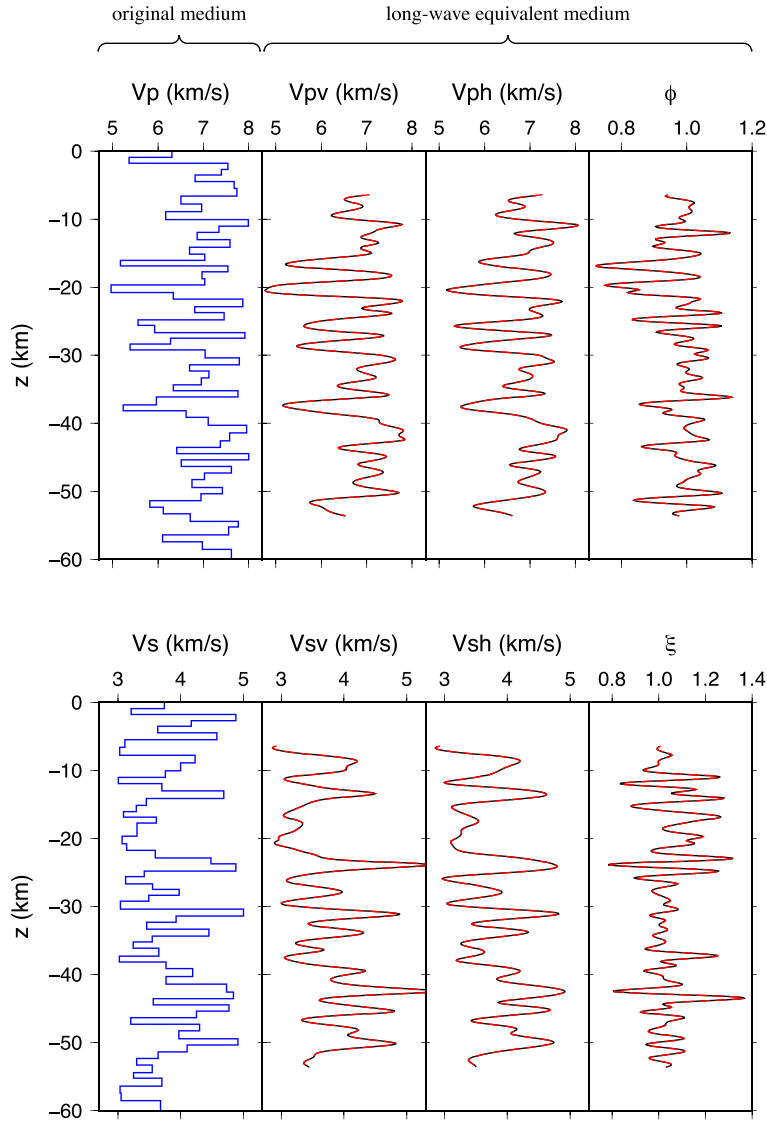 original medium long-wave equivalent medium
Vp (km/s) Vpv (km/s) Vph (km/s) ϕ
5 6 7 8 5 6 7 8 5 6 7 8 0.8 1.0 1.2
0
−10
−20
−30
−40
−50
−60
z (km)
Vs (km/s) Vsv (km/s) Vsh (km/s) ξ
3 4 5 3 4 5 3 4 5 0.8 1.0 1.2 1.4
0
−10
−20
−30
−40
−50
−60
z (km)